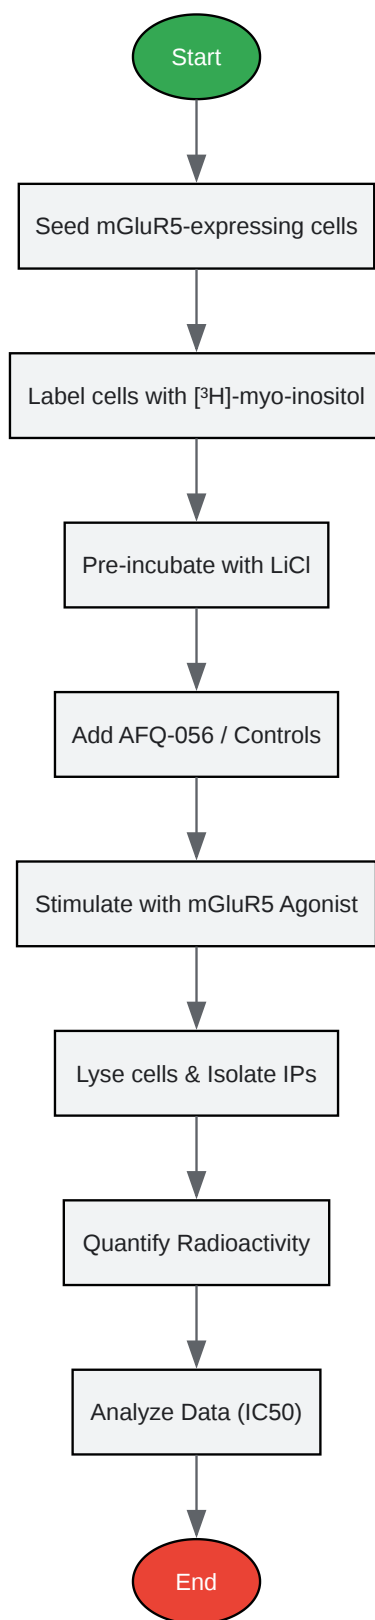 Start
Seed mGluR5-expressing cells
Label cells with [³H]-myo-inositol
Pre-incubate with LiCl
Add AFQ-056 / Controls
Stimulate with mGluR5 Agonist
Lyse cells & Isolate IPs
Quantify Radioactivity
Analyze Data (IC50)
End